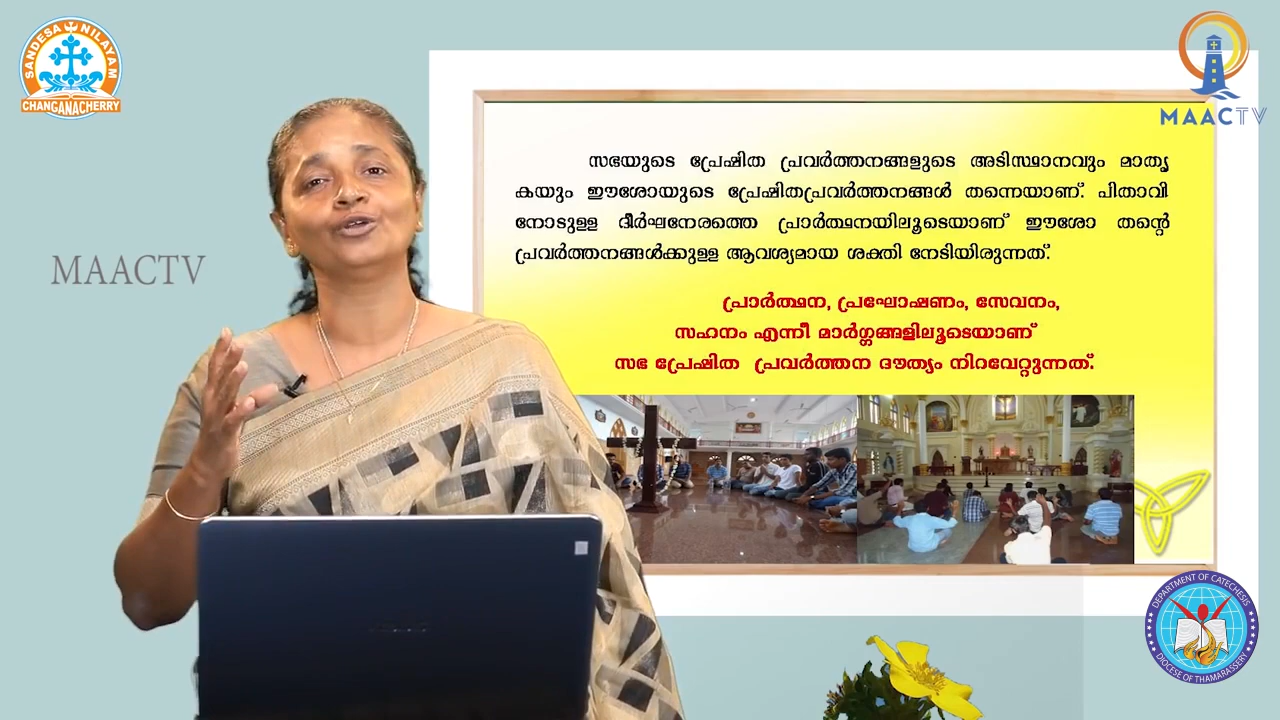 SANDESA NILAYAM
CHANGANACHERRY
MAACTV
MAACTV
സഭയുടെ പ്രേഷിത പ്രവർത്തനങ്ങളുടെ അടിസ്ഥാനവും മാതൃ
കയും ഈശോയുടെ പ്രേഷിതപ്രവർത്തനങ്ങൾ തന്നെയാണ്. പിതാവി
നോടുള്ള ദീർഘനേരത്തെ പ്രാർത്ഥനയിലൂടെയാണ് ഈശോ തന്റെ
പ്രവർത്തനങ്ങൾക്കുള്ള ആവശ്യമായ ശക്തി നേടിയിരുന്നത്.
പ്രാർത്ഥന, പ്രഘോഷണം, സേവനം,
സഹനം എന്നീ മാർഗ്ഗങ്ങളിലൂടെയാണ്
സഭ പ്രേഷിത പ്രവർത്തന ദൗത്യം നിറവേറ്റുന്നത്.
DEPARTMENT OF CATECHESIS
DIOCESE OF THAMARASSERY